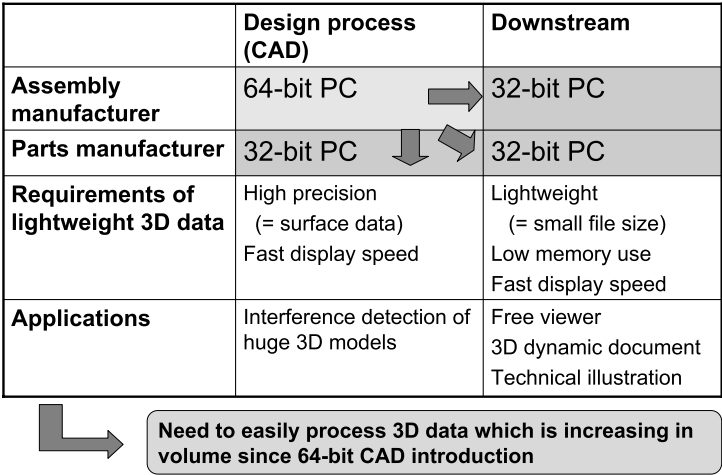 Design process
(CAD)
Downstream
Assembly
manufacturer
64-bit PC
32-bit PC
Parts manufacturer
32-bit PC
32-bit PC
Requirements of
lightweight 3D data
High precision
(= surface data)
Fast display speed
Lightweight
(= small file size)
Low memory use
Fast display speed
Applications
Interference detection of
huge 3D models
Free viewer
3D dynamic document
Technical illustration
Need to easily process 3D data which is increasing in
volume since 64-bit CAD introduction